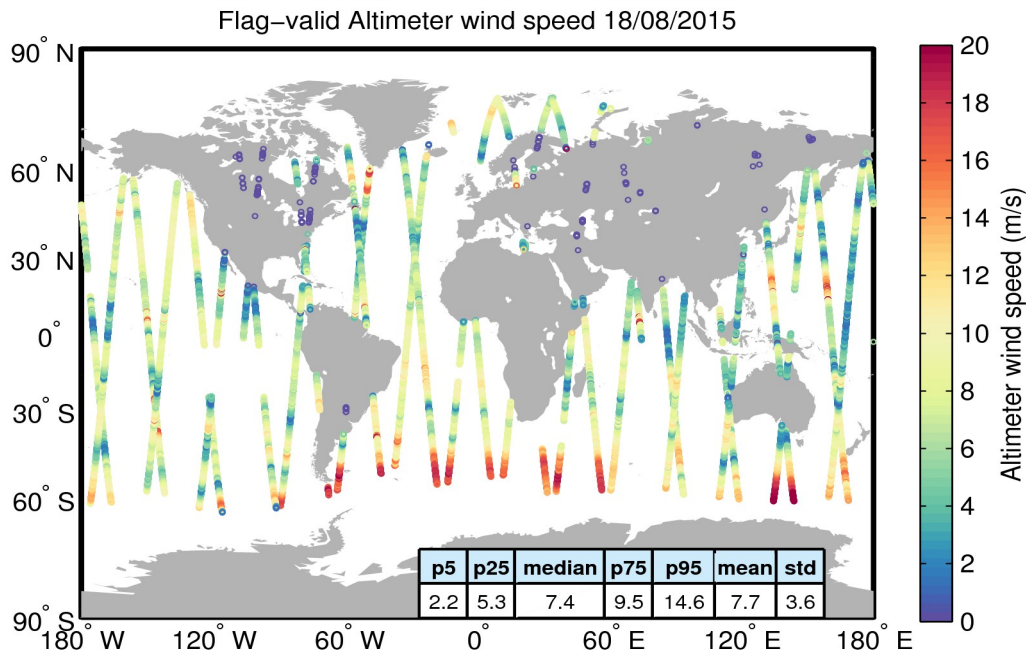 Flag−valid Altimeter wind speed 18/08/2015
90° N
60° N
30° N
0°
30° S
60° S
90° S
180° W
120° W
60° W
0°
60° E
120° E
180° E
p5 p25 median p75 p95 mean std
2.2 5.3 7.4 9.5 14.6 7.7 3.6
20
18
16
14
12
10
8
6
4
2
0
Altimeter wind speed (m/s)